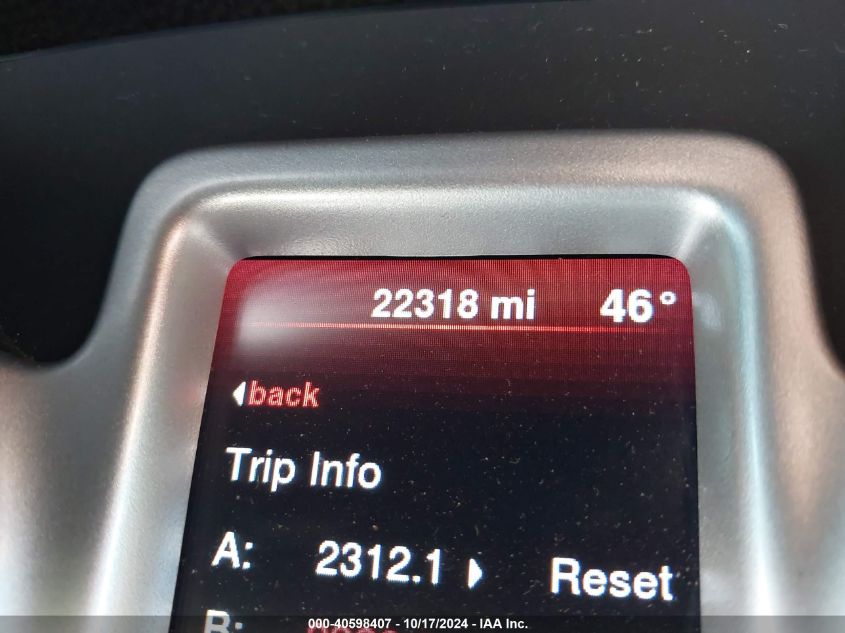 22318 mi 46°
back
Trip Info
A: 2312.1 Reset
B:
000-40598407 - 10/17/2024 - IAA Inc.